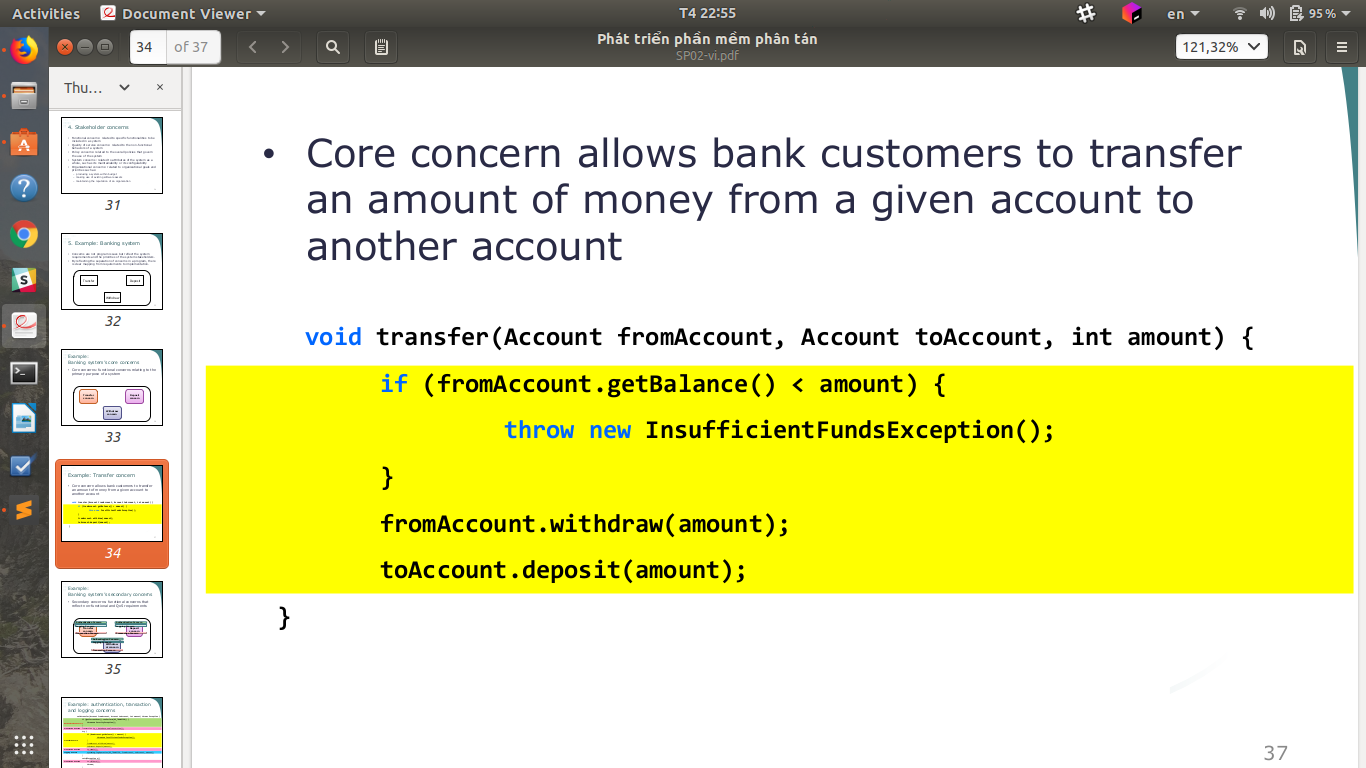 Activities
Document Viewer
T4 22:55
en
95%
34
of 37
Phát triển phần mềm phân tán
SP02-vi.pdf
121,32%
Thu...
4. Stakeholder concerns
31
5. Example: Banking system
32
Example:
Banking system's core concerns
33
Example: Transfer concern
34
Example:
Banking system's secondary concerns
35
Example: authentication, transaction
and logging concerns
• Core concern allows bank customers to transfer
an amount of money from a given account to
another account
void transfer(Account fromAccount, Account toAccount, int amount) {
if (fromAccount.getBalance() < amount) {
throw new InsufficientFundsException();
}
fromAccount.withdraw(amount);
toAccount.deposit(amount);
}
37